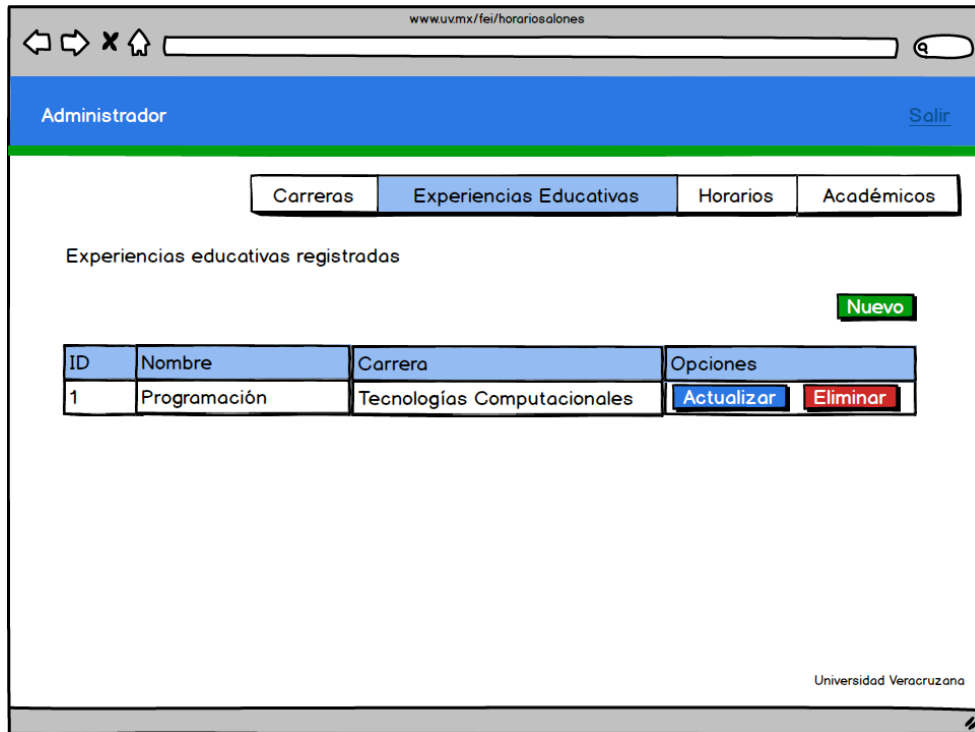 www.uv.mx/fei/horariosalones
Administrador Salir
Carreras Experiencias Educativas Horarios Académicos
Experiencias educativas registradas
Nuevo
ID Nombre Carrera Opciones
1 Programación Tecnologías Computacionales Actualizar Eliminar
Universidad Veracruzana